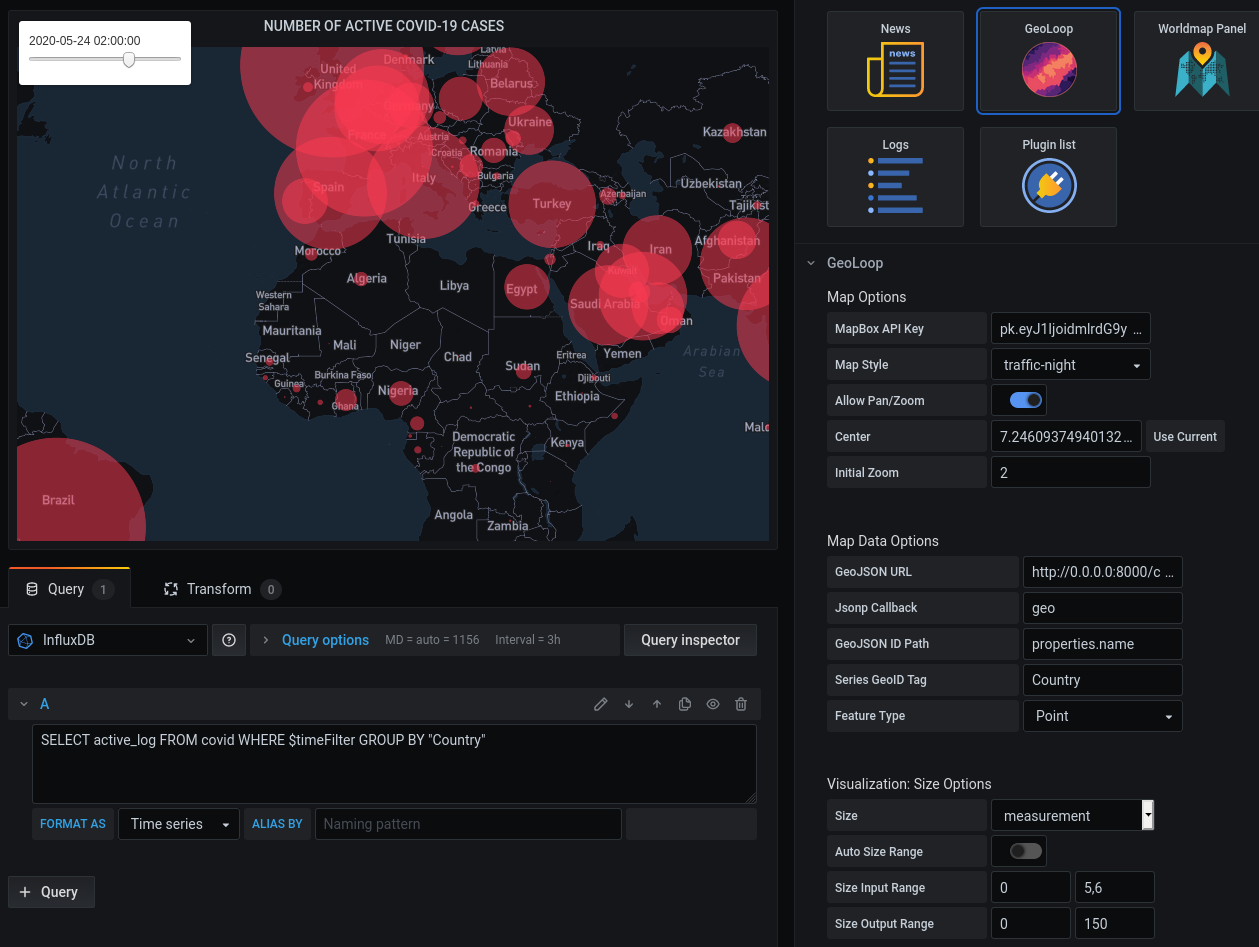 NUMBER OF ACTIVE COVID-19 CASES
2020-05-24 02:00:00
Latvia
Denmark
Lithuania
United
Kingdom
Belarus
Germany
Ukraine
Kazakhstan
France
Austria
Croatia
Romania
North
Atlantic
Ocean
Spain
Italy
Bulgaria
Uzbekistan
Azerbaijan
Tajikist
Turkey
Greece
Tunisia
Morocco
Iraq
Iran
Afghanistan
Algeria
Libya
Egypt
Kuwait
Pakistan
Western
Sahara
Saudi Arabia
Oman
Mauritania
Mali
Niger
Chad
Sudan
Eritrea
Yemen
Arabian
Sea
Senegal
Burkina Faso
Djibouti
Guinea
Nigeria
Ghana
Ethiopia
Malc
Democratic
Republic of
the Congo
Kenya
Brazil
Angola
Zambia
Query 1
Transform 0
InfluxDB
Query options MD = auto = 1156 Interval = 3h
Query inspector
A
SELECT active_log FROM covid WHERE $timeFilter GROUP BY "Country"
FORMAT AS Time series ALIAS BY Naming pattern
+ Query
News
news
GeoLoop
Worldmap Panel
Logs
Plugin list
GeoLoop
Map Options
MapBox API Key pk.eyJ1IjoidmlrdG9y ...
Map Style traffic-night
Allow Pan/Zoom
Center 7.24609374940132... Use Current
Initial Zoom 2
Map Data Options
GeoJSON URL http://0.0.0.0:8000/c ...
Jsonp Callback geo
GeoJSON ID Path properties.name
Series GeoID Tag Country
Feature Type Point
Visualization: Size Options
Size measurement
Auto Size Range
Size Input Range 0 5,6
Size Output Range 0 150